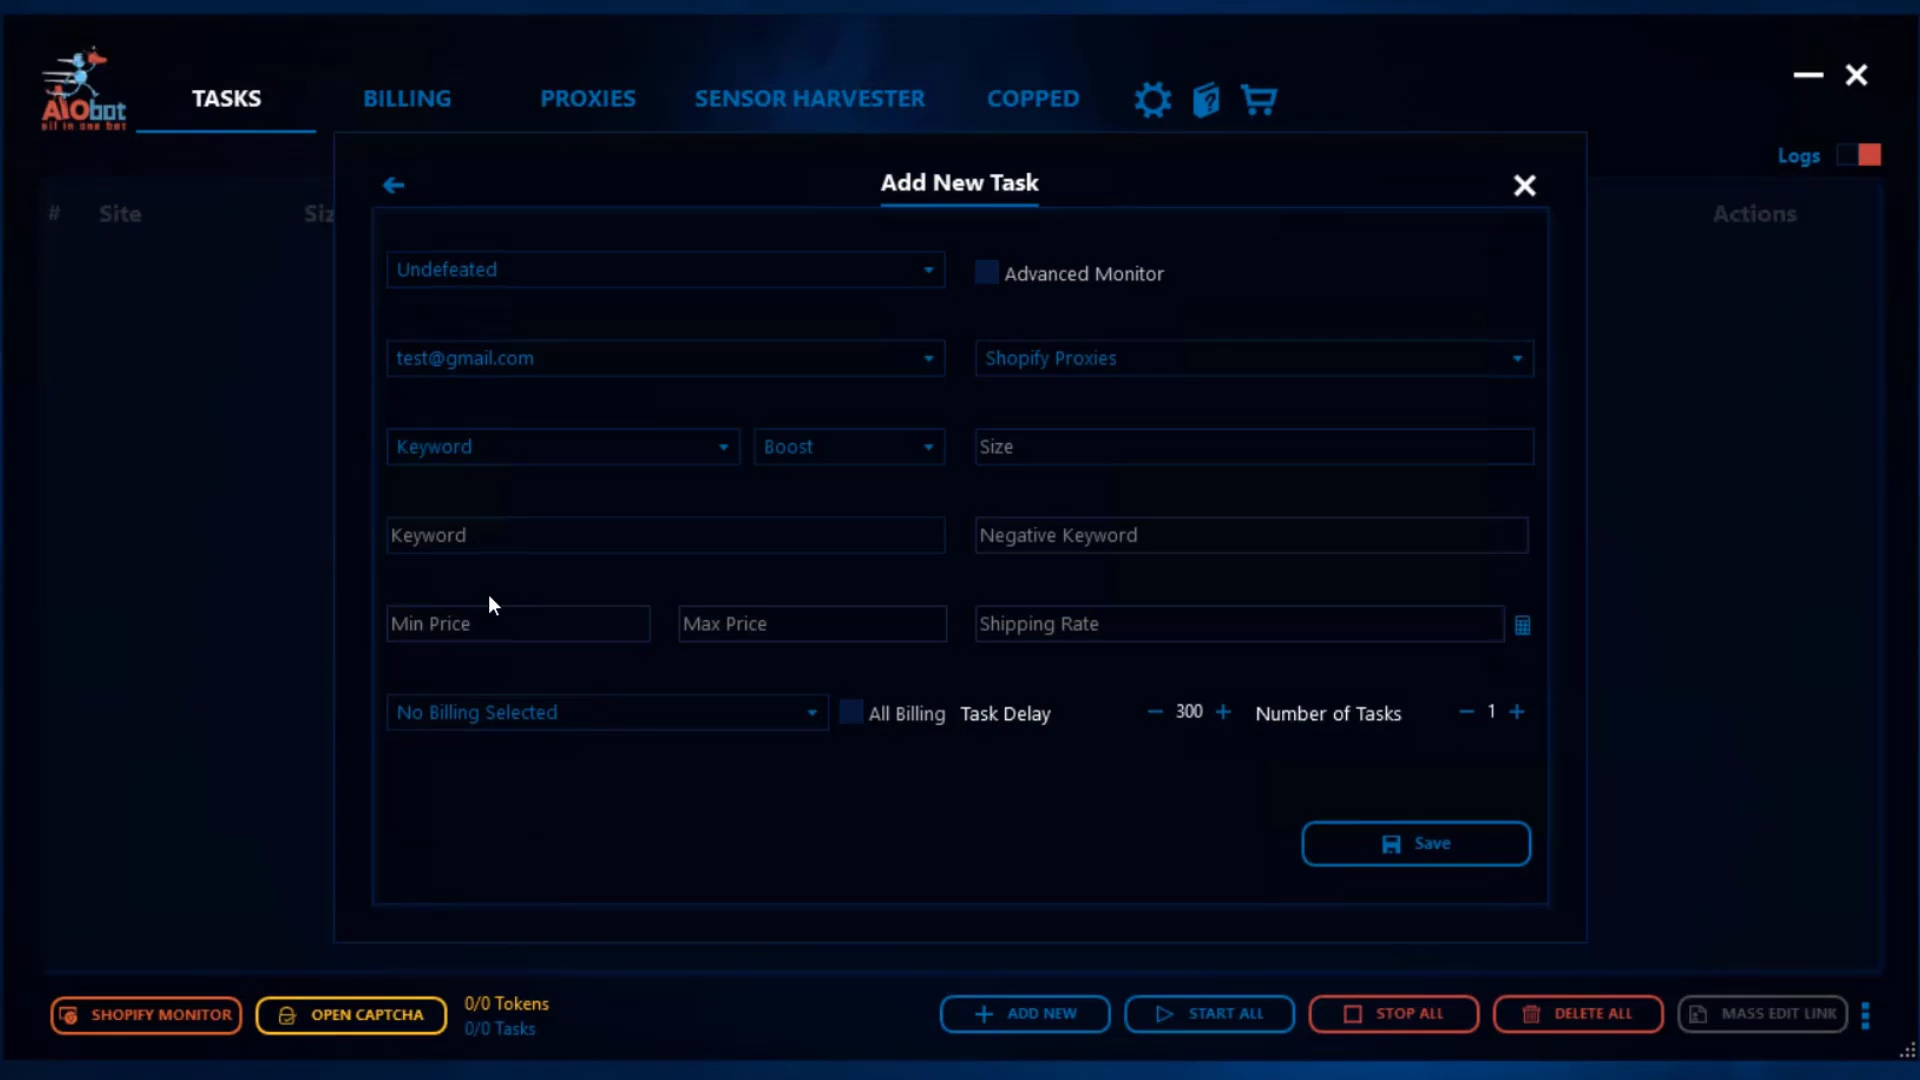 AIObot
all in one bot
TASKS
BILLING
PROXIES
SENSOR HARVESTER
COPPED
Logs
Add New Task
#
Site
Siz
Actions
Undefeated
Advanced Monitor
test@gmail.com
Shopify Proxies
Keyword
Boost
Size
Keyword
Negative Keyword
Min Price
Max Price
Shipping Rate
No Billing Selected
All Billing
Task Delay
− 300 +
Number of Tasks
− 1 +
Save
SHOPIFY MONITOR
OPEN CAPTCHA
0/0 Tokens
0/0 Tasks
ADD NEW
START ALL
STOP ALL
DELETE ALL
MASS EDIT LINK